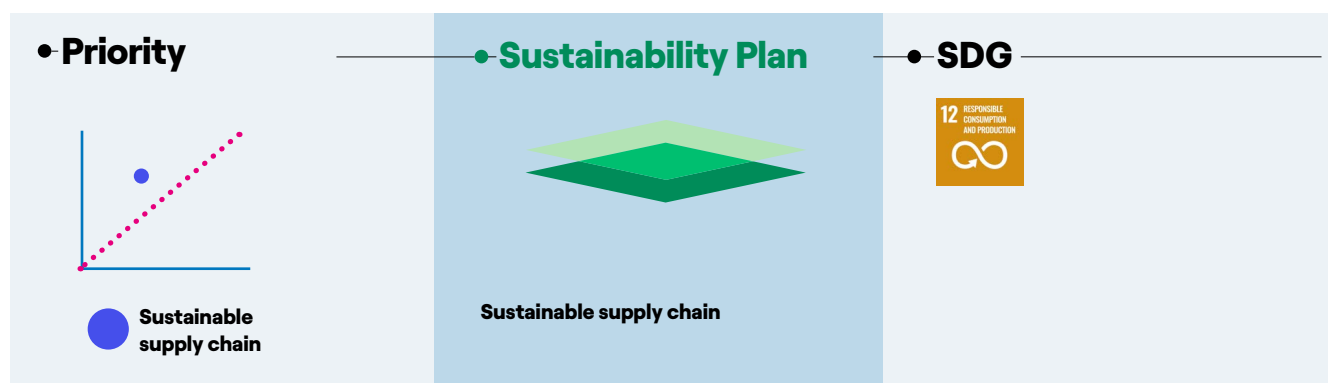 Priority
Sustainable
supply chain
Sustainability Plan
Sustainable supply chain
SDG
12 RESPONSIBLE
CONSUMPTION
AND PRODUCTION